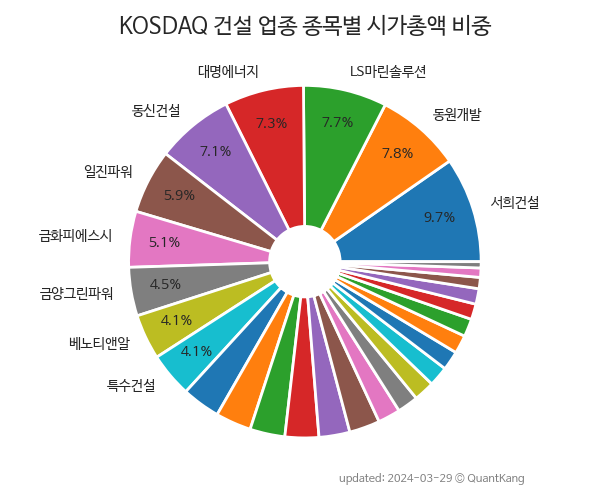 KOSDAQ 건설 업종 종목별 시가총액 비중
대명에너지
LS마린솔루션
동신건설
동원개발
7.3%
7.7%
7.1%
7.8%
일진파워
5.9%
서희건설
9.7%
금화피에스시
5.1%
금양그린파워
4.5%
베노티앤알
4.1%
특수건설
4.1%
updated: 2024-03-29 © QuantKang